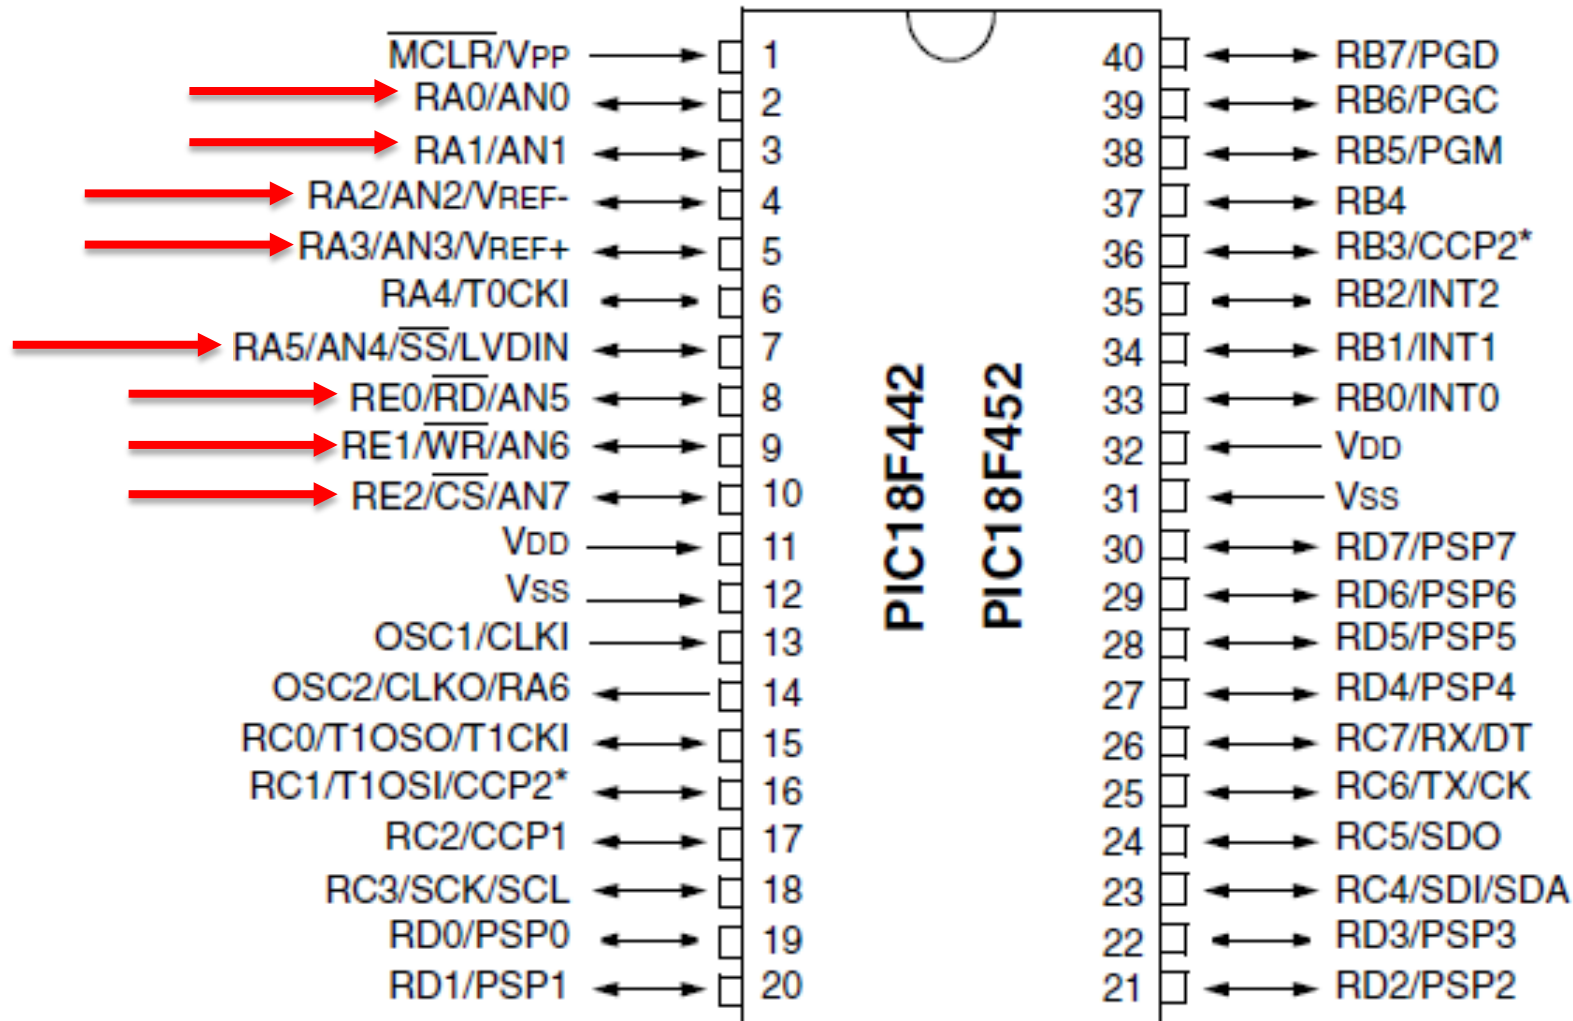 MCLR/VPP
RA0/AN0
RA1/AN1
RA2/AN2/VREF-
RA3/AN3/VREF+
RA4/T0CKI
RA5/AN4/SS/LVDIN
RE0/RD/AN5
RE1/WR/AN6
RE2/CS/AN7
VDD
VSS
OSC1/CLKI
OSC2/CLKO/RA6
RC0/T1OSO/T1CKI
RC1/T1OSI/CCP2*
RC2/CCP1
RC3/SCK/SCL
RD0/PSP0
RD1/PSP1
1
2
3
4
5
6
7
8
9
10
11
12
13
14
15
16
17
18
19
20
PIC18F442
PIC18F452
40
39
38
37
36
35
34
33
32
31
30
29
28
27
26
25
24
23
22
21
RB7/PGD
RB6/PGC
RB5/PGM
RB4
RB3/CCP2*
RB2/INT2
RB1/INT1
RB0/INT0
VDD
VSS
RD7/PSP7
RD6/PSP6
RD5/PSP5
RD4/PSP4
RC7/RX/DT
RC6/TX/CK
RC5/SDO
RC4/SDI/SDA
RD3/PSP3
RD2/PSP2